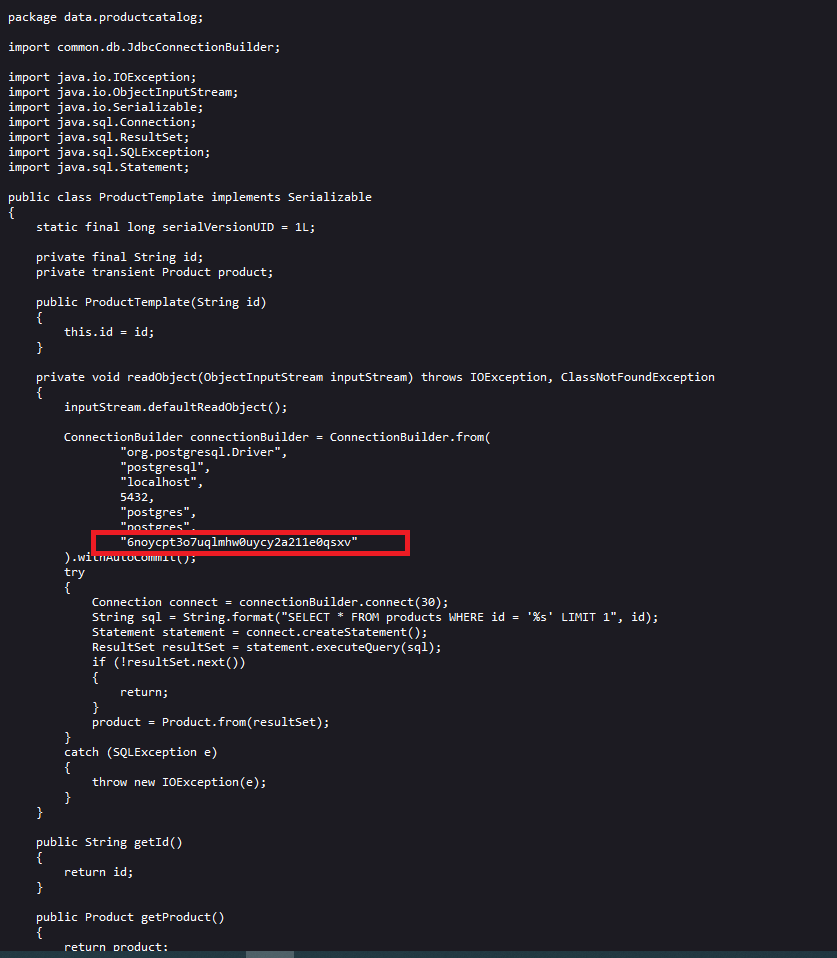 package data.productcatalog;
import common.db.JdbcConnectionBuilder;
import java.io.IOException;
import java.io.ObjectInputStream;
import java.io.Serializable;
import java.sql.Connection;
import java.sql.ResultSet;
import java.sql.SQLException;
import java.sql.Statement;
public class ProductTemplate implements Serializable
{
static final long serialVersionUID = 1L;
private final String id;
private transient Product product;
public ProductTemplate(String id)
{
this.id = id;
}
private void readObject(ObjectInputStream inputStream) throws IOException, ClassNotFoundException
{
inputStream.defaultReadObject();
ConnectionBuilder connectionBuilder = ConnectionBuilder.from(
"org.postgresql.Driver",
"postgresql",
"localhost",
5432,
"postgres",
"postgres",
"6noycpt3o7uqlmhw0uycy2a211e0qsxv"
).withAutoCommit();
try
{
Connection connect = connectionBuilder.connect(30);
String sql = String.format("SELECT * FROM products WHERE id = '%s' LIMIT 1", id);
Statement statement = connect.createStatement();
ResultSet resultSet = statement.executeQuery(sql);
if (!resultSet.next())
{
return;
}
product = Product.from(resultSet);
}
catch (SQLException e)
{
throw new IOException(e);
}
}
public String getId()
{
return id;
}
public Product getProduct()
{
return product;